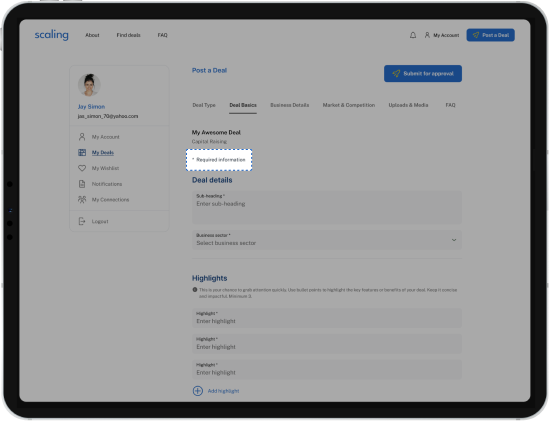 scaling
About
Find deals
FAQ
My Account
Post a Deal
Jay Simon
jas_simon_70@yahoo.com
My Account
My Deals
My Wishlist
Notifications
My Connections
Logout
Post a Deal
Submit for approval
Deal Type
Deal Basics
Business Details
Market & Competition
Uploads & Media
FAQ
My Awesome Deal
Capital Raising
* Required information
Deal details
Sub-heading *
Enter sub-heading
Business sector *
Select business sector
Highlights
This is your chance to grab attention quickly. Use bullet points to highlight the key features or benefits of your deal. Keep it concise
and impactful. Minimum 3.
Highlight *
Enter highlight
Highlight *
Enter highlight
Highlight *
Enter highlight
Add highlight